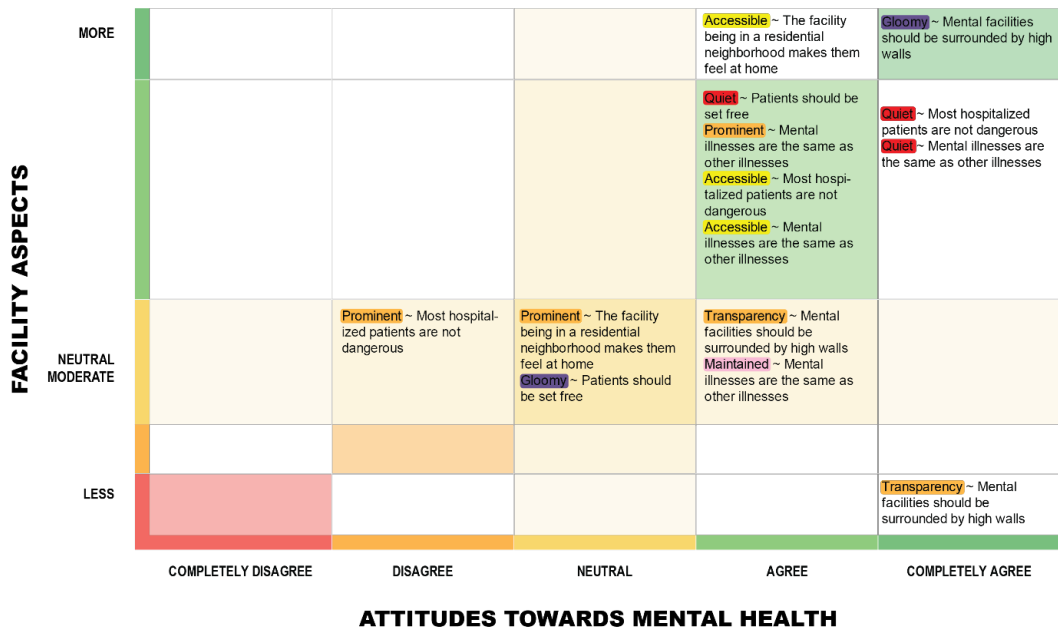 MORE
Accessible ~ The facility
being in a residential
neighborhood makes them
feel at home
Gloomy ~ Mental facilities
should be surrounded by high
walls
Quiet ~ Patients should be
set free
Prominent ~ Mental
illnesses are the same as
other illnesses
Accessible ~ Most hospi-
talized patients are not
dangerous
Accessible ~ Mental
illnesses are the same as
other illnesses
Quiet ~ Most hospitalized
patients are not dangerous
Quiet ~ Mental illnesses are
the same as other illnesses
FACILITY ASPECTS
NEUTRAL
MODERATE
Prominent ~ Most hospital-
ized patients are not
dangerous
Prominent ~ The facility
being in a residential
neighborhood makes them
feel at home
Gloomy ~ Patients should
be set free
Transparency ~ Mental
facilities should be
surrounded by high walls
Maintained ~ Mental
illnesses are the same as
other illnesses
LESS
Transparency ~ Mental
facilities should be
surrounded by high walls
COMPLETELY DISAGREE
DISAGREE
NEUTRAL
AGREE
COMPLETELY AGREE
ATTITUDES TOWARDS MENTAL HEALTH